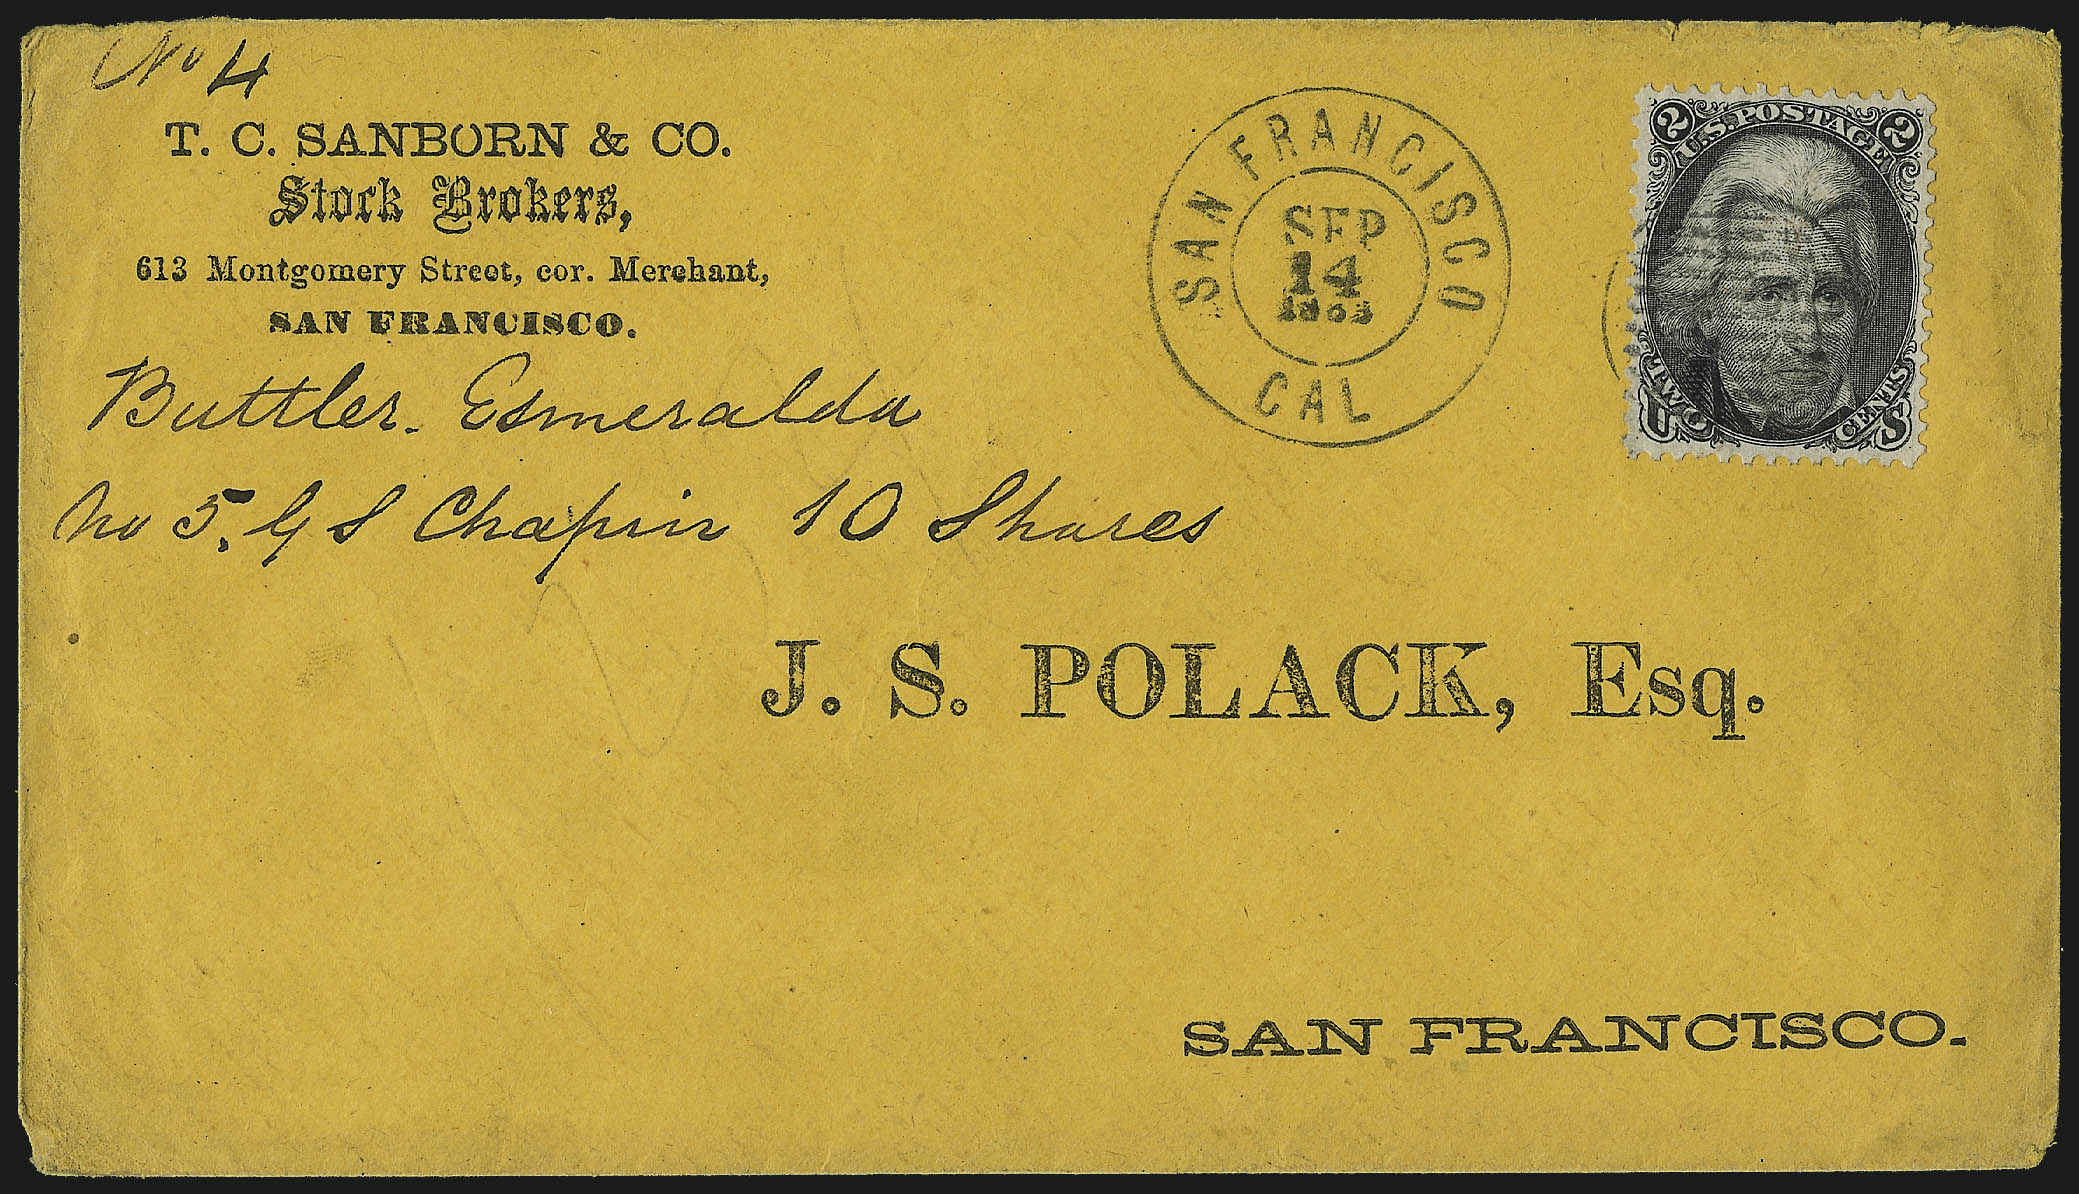 No 4
T. C. SANBORN & CO.
Stock Brokers,
613 Montgomery Street, cor. Merchant,
SAN FRANCISCO.
Buttler. Esmeralda
No 5. G S Chapin 10 Shares
SAN FRANCISCO
SEP
14
1863
CAL
2 U.S. POSTAGE 2
TWO CENTS
U S
J. S. POLACK, Esq.
SAN FRANCISCO.